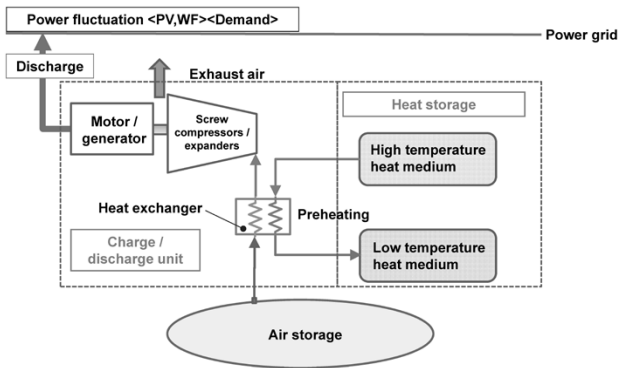 Power fluctuation <PV,WF><Demand>
Power grid
Discharge
Exhaust air
Heat storage
Motor /
generator
Screw
compressors /
expanders
High temperature
heat medium
Heat exchanger
Preheating
Charge /
discharge unit
Low temperature
heat medium
Air storage